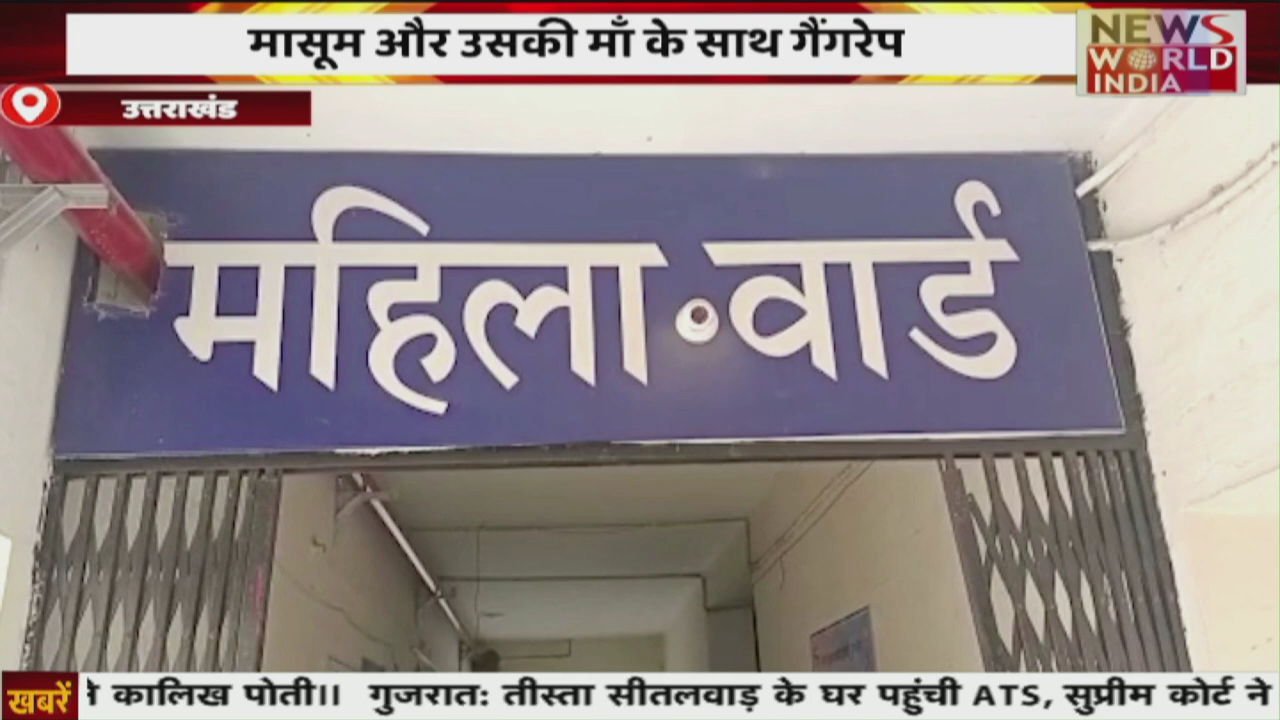 मासूम और उसकी माँ के साथ गैंगरेप
NEWS
WORLD
INDIA
उत्तराखंड
महिला वार्ड
खबरें
ने कालिख पोती।। गुजरात: तीस्ता सीतलवाड़ के घर पहुंची ATS, सुप्रीम कोर्ट ने